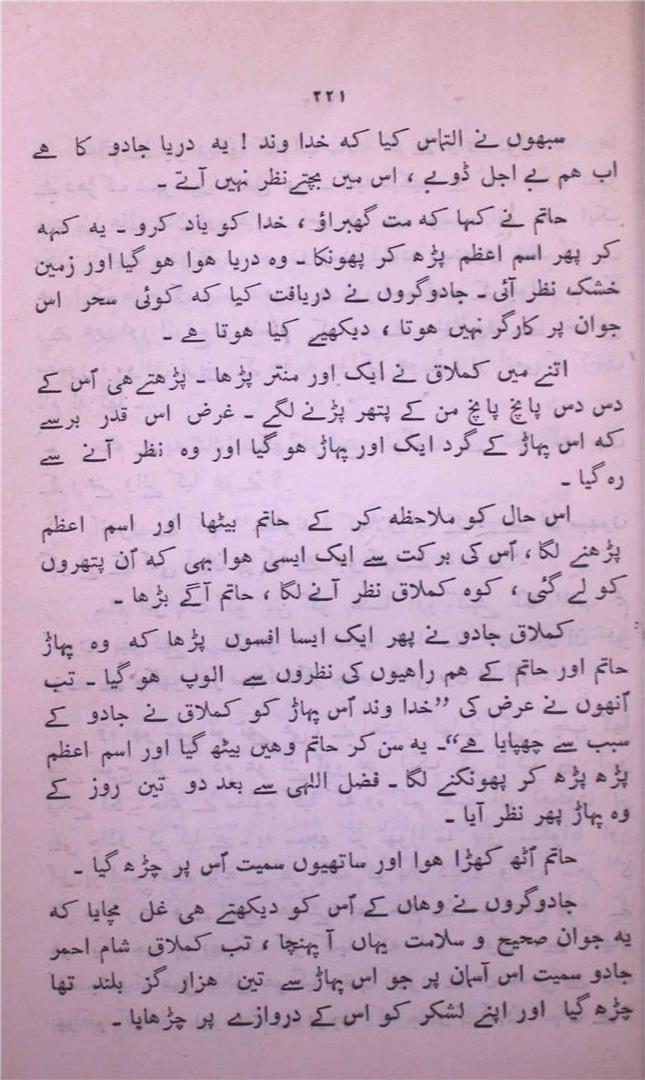 ۲۲۱
سبھوں نے التماس کیا کہ خدا وند ! یہ دریا جادو کا ہے
اب ہم بے اجل ڈوبے ، اس میں بچتے نظر نہیں آتے ۔
حاتم نے کہا کہ مت گھبراؤ ، خدا کو یاد کرو ۔ یہ کہہ
کر پھر اسم اعظم پڑھ کر پھونکا ۔ وہ دریا ہوا ہو گیا اور زمین
خشک نظر آئی ۔ جادوگروں نے دریافت کیا کہ کوئی سحر اس
جوان پر کارگر نہیں ہوتا ، دیکھیے کیا ہوتا ہے ۔
اتنے میں کملاق نے ایک اور منتر پڑھا ۔ پڑھتے ہی اُس کے
دس دس پانچ پانچ من کے پتھر پڑنے لگے ۔ غرض اس قدر برسے
کہ اس پہاڑ کے گرد ایک اور پہاڑ ہو گیا اور وہ نظر آنے سے
رہ گیا ۔
اس حال کو ملاحظہ کر کے حاتم بیٹھا اور اسم اعظم
پڑھنے لگا ، اُس کی برکت سے ایک ایسی ہوا بہی کہ اُن پتھروں
کو لے گئی ، کوہ کملاق نظر آنے لگا ، حاتم آگے بڑھا ۔
کملاق جادو نے پھر ایک ایسا افسوں پڑھا کہ وہ پہاڑ
حاتم اور حاتم کے ہم راہیوں کی نظروں سے الوپ ہو گیا ۔ تب
اُنھوں نے عرض کی ”خدا وند اُس پہاڑ کو کملاق نے جادو کے
سبب سے چھپایا ہے“۔ یہ سن کر حاتم وہیں بیٹھ گیا اور اسم اعظم
پڑھ پڑھ کر پھونکنے لگا ۔ فضل اللہی سے بعد دو تین روز کے
وہ پہاڑ پھر نظر آیا ۔
حاتم اُٹھ کھڑا ہوا اور ساتھیوں سمیت اُس پر چڑھ گیا ۔
جادوگروں نے وہاں کے اُس کو دیکھتے ہی غل مچایا کہ
یہ جوان صحیح و سلامت یہاں آ پہنچا ، تب کملاق شام احمر
جادو سمیت اس آسمان پر جو اس پہاڑ سے تین ہزار گز بلند تھا
چڑھ گیا اور اپنے لشکر کو اس کے دروازے پر چڑھایا ۔